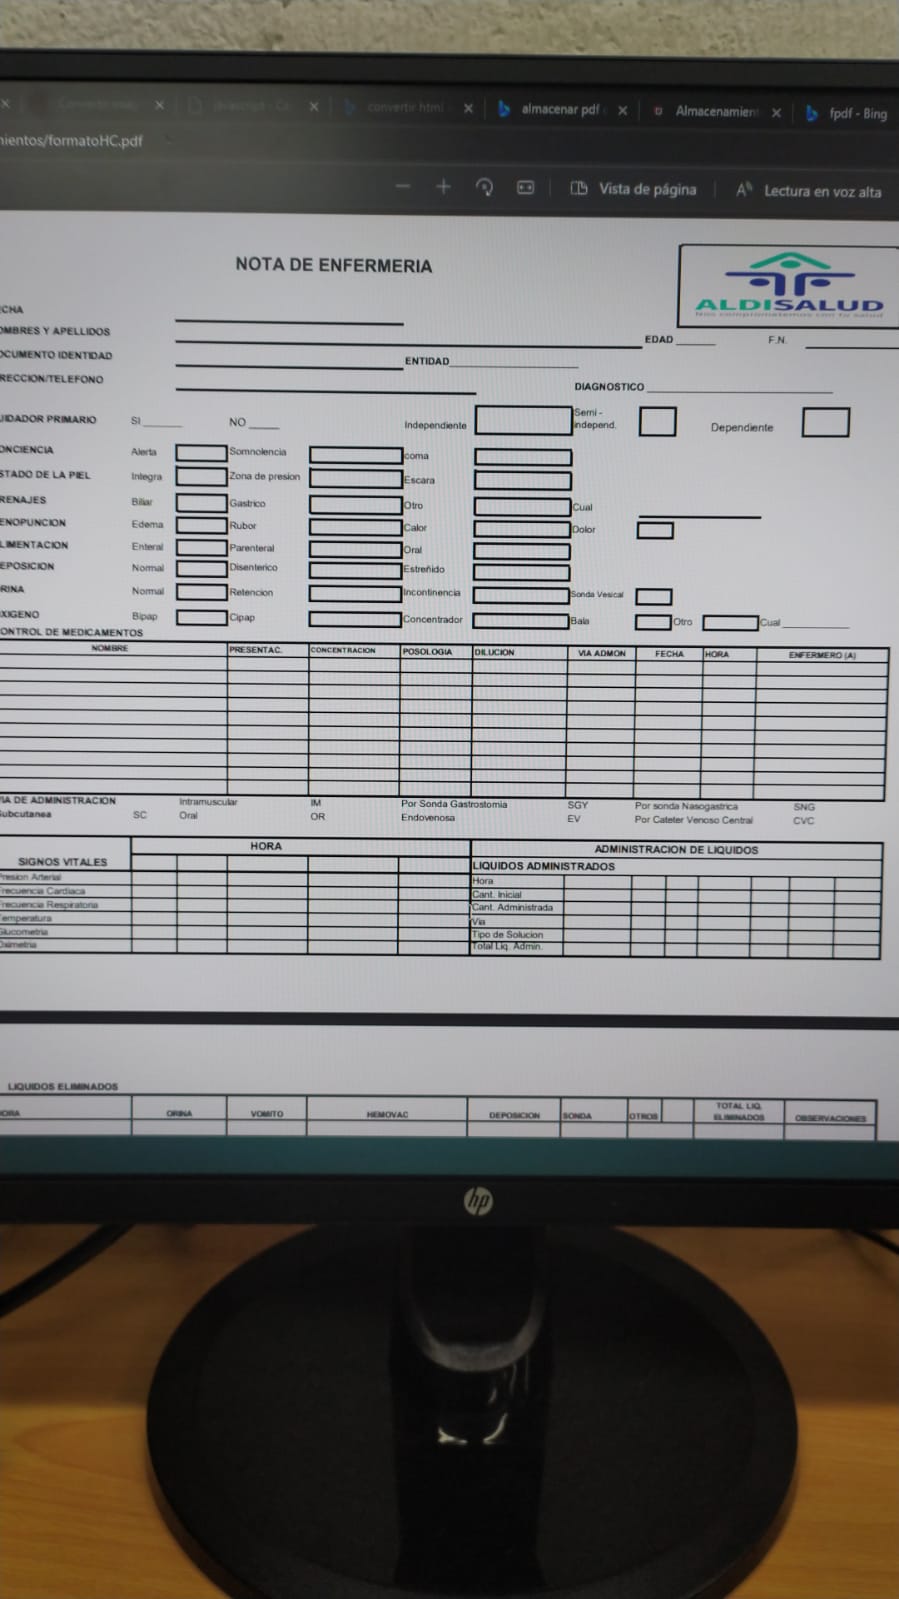 × × × convertir html × almacenar pdf × Almacenamien × fpdf - Bing
mientos/formatoHC.pdf
Vista de página Lectura en voz alta
NOTA DE ENFERMERIA
ALDISALUD
CHA
OMBRES Y APELLIDOS EDAD F.N.
OCUMENTO IDENTIDAD ENTIDAD
RECCION/TELEFONO DIAGNOSTICO
UIDADOR PRIMARIO SI NO Independiente Semi - Independ. Dependiente
ONCIENCIA Alerta Somnolencia coma
STADO DE LA PIEL Integra Zona de presion Escara
RENAJES Biliar Gastrico Otro Cual
ENOPUNCION Edema Rubor Calor Dolor
LIMENTACION Enteral Parenteral Oral
EPOSICION Normal Disenterico Estreñido
RINA Normal Retencion Incontinencia Sonda Vesical
XIGENO Bipap Cipap Concentrador Bala Otro Cual
ONTROL DE MEDICAMENTOS
NOMBRE PRESENTAC. CONCENTRACION POSOLOGIA DILUCION VIA ADMON FECHA HORA ENFERMERO (A)
IA DE ADMINISTRACION Intramuscular IM Por Sonda Gastrostomia SGY Por sonda Nasogastrica SNG
Subcutanea SC Oral OR Endovenosa EV Por Cateter Venoso Central CVC
SIGNOS VITALES HORA ADMINISTRACION DE LIQUIDOS
LIQUIDOS ADMINISTRADOS
Presion Arterial Hora
recuencia Cardiaca Cant. Inicial
recuencia Respiratoria Cant. Administrada
emperatura Via
lucometria Tipo de Solucion
Total Liq. Admin.
LIQUIDOS ELIMINADOS
HORA ORINA VOMITO HEMOVAC DEPOSICION SONDA OTROS TOTAL LIQ. ELIMINADOS OBSERVACIONES
hp